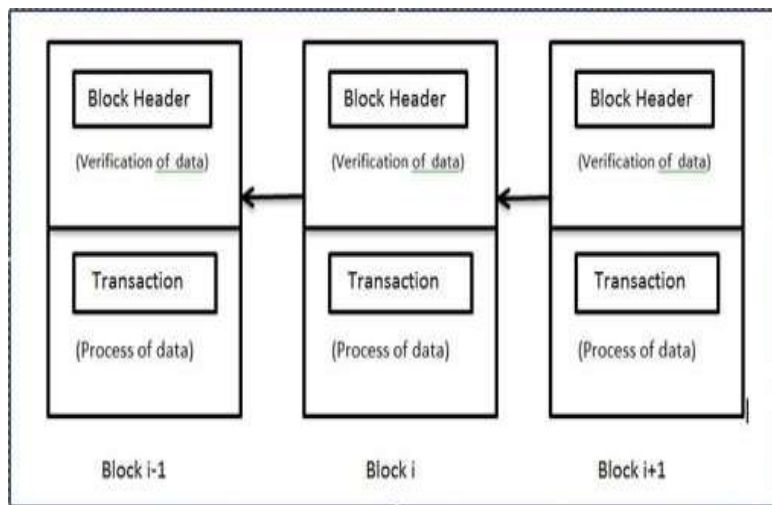 Block Header
(Verification of data)
Transaction
(Process of data)
Block i-1
Block Header
(Verification of data)
Transaction
(Process of data)
Block i
Block Header
(Verification of data)
Transaction
(Process of data)
Block i+1